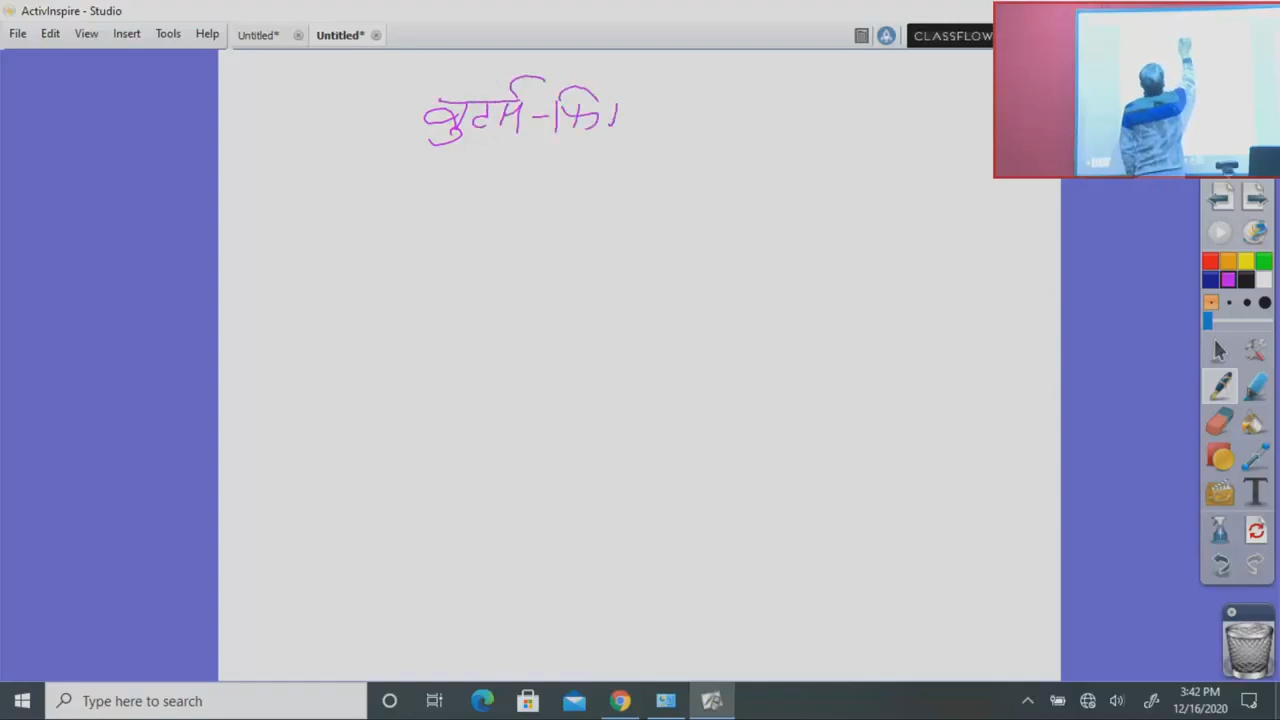 ActivInspire - Studio
File Edit View Insert Tools Help Untitled* Untitled* CLASSFLOW
कुटर्म-फि
T
Type here to search
3:42 PM
12/16/2020